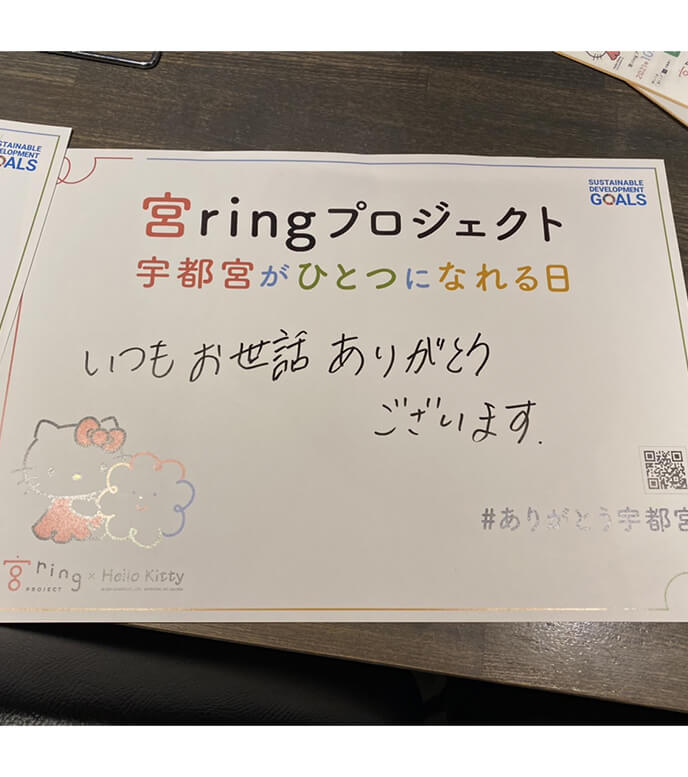 SUSTAINABLE
DEVELOPMENT
GOALS
宮ringプロジェクト
宇都宮がひとつになれる日
いつもお世話ありがとう
ございます.
#ありがとう宇都宮
宮ring × Hello Kitty
PROJECT
STAINABLE
ELOPMENT
OALS